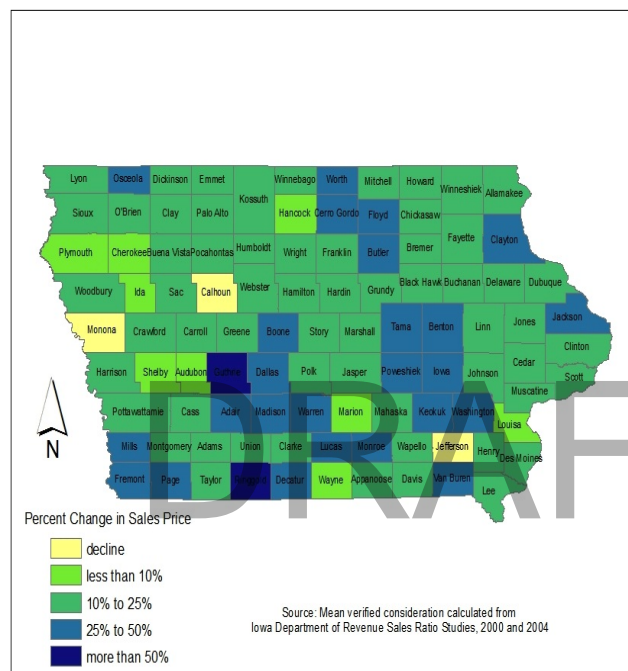 Lyon Osceola Dickinson Emmet Winnebago Worth Mitchell Howard Winneshiek Allamakee
Kossuth
Sioux O'Brien Clay Palo Alto Hancock Cerro Gordo Floyd Chickasaw
Fayette Clayton
Plymouth Cherokee Buena Vista Pocahontas Humboldt Wright Franklin Butler Bremer
Woodbury Ida Sac Calhoun Webster Hamilton Hardin Grundy Black Hawk Buchanan Delaware Dubuque
Jackson
Monona Crawford Carroll Greene Boone Story Marshall Tama Benton Linn Jones
Clinton
Cedar
Harrison Shelby Audubon Guthrie Dallas Polk Jasper Poweshiek Iowa Johnson Scott
Muscatine
Pottawattamie Cass Adair Madison Warren Marion Mahaska Keokuk Washington
Louisa
Mills Montgomery Adams Union Clarke Lucas Monroe Wapello Jefferson Henry
Des Moines
Fremont Page Taylor Ringgold Decatur Wayne Appanoose Davis Van Buren
Lee
N
DRAF
Percent Change in Sales Price
decline
less than 10%
10% to 25%
25% to 50%
more than 50%
Source: Mean verified consideration calculated from
Iowa Department of Revenue Sales Ratio Studies, 2000 and 2004